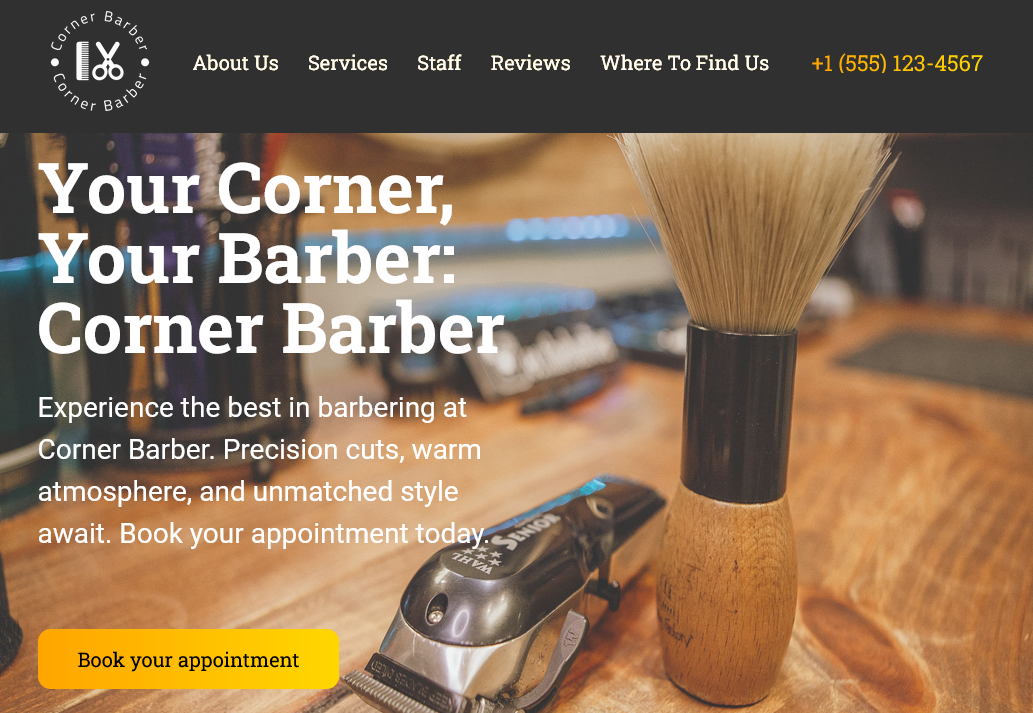 Corner Barber
Corner Barber
About Us
Services
Staff
Reviews
Where To Find Us
+1 (555) 123-4567
Your Corner,
Your Barber:
Corner Barber
Experience the best in barbering at
Corner Barber. Precision cuts, warm
atmosphere, and unmatched style
await. Book your appointment today.
SENIOR
WAHL
Book your appointment